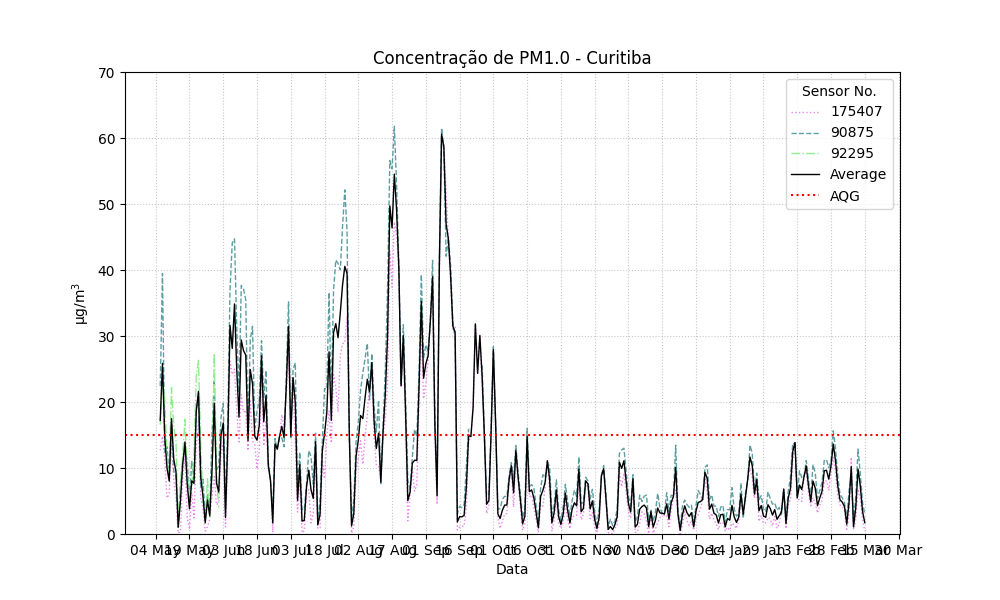 Concentração de PM1.0 - Curitiba
70
60
50
40
30
20
10
0
μg/m³
Sensor No.
175407
90875
92295
Average
AQG
04 May 19 May 03 Jun 18 Jun 03 Jul 18 Jul 02 Aug 17 Aug 01 Sep 16 Sep 01 Oct 16 Oct 31 Oct 15 Nov 30 Nov 15 Dec 30 Dec 14 Jan 29 Jan 13 Feb 28 Feb 15 Mar 30 Mar
Data